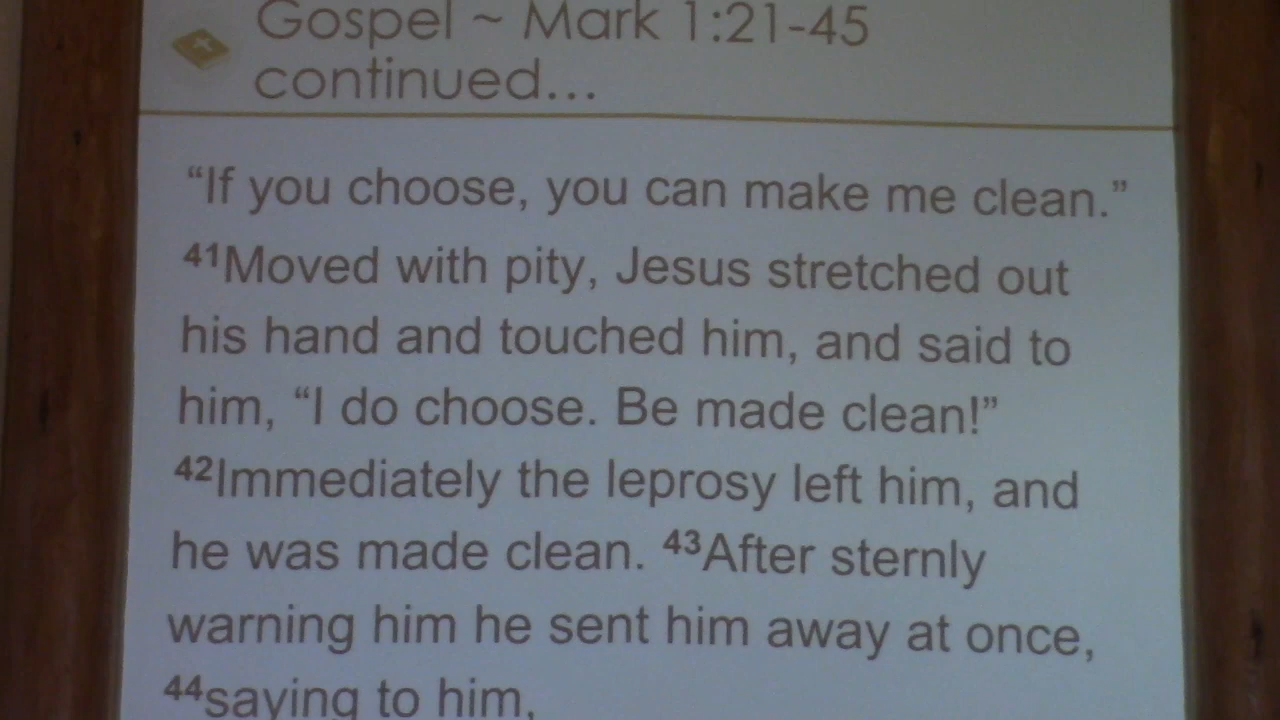 Gospel ~ Mark 1:21-45
continued...
“If you choose, you can make me clean.”
⁴¹Moved with pity, Jesus stretched out
his hand and touched him, and said to
him, “I do choose. Be made clean!”
⁴²Immediately the leprosy left him, and
he was made clean. ⁴³After sternly
warning him he sent him away at once,
⁴⁴saying to him,